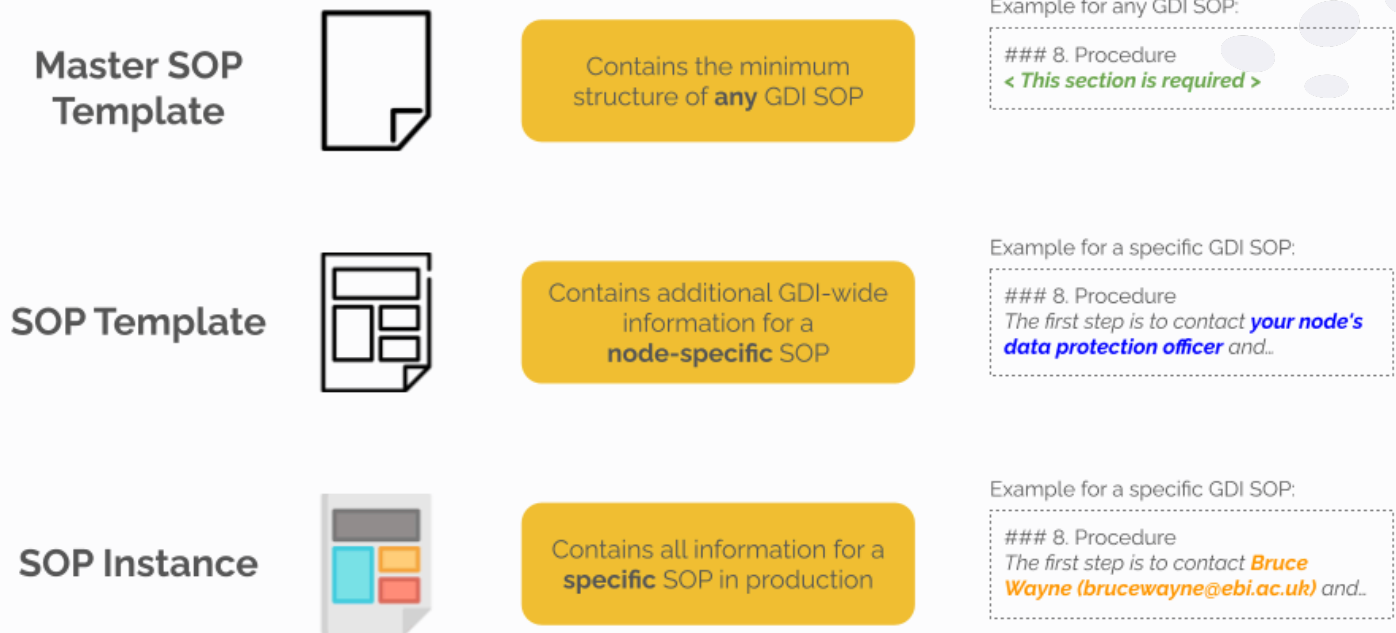 Master SOP
Template
Contains the minimum
structure of any GDI SOP
Example for any GDI SOP:
### 8. Procedure
< This section is required >
SOP Template
Contains additional GDI-wide
information for a
node-specific SOP
Example for a specific GDI SOP:
### 8. Procedure
The first step is to contact your node's
data protection officer and...
SOP Instance
Contains all information for a
specific SOP in production
Example for a specific GDI SOP:
### 8. Procedure
The first step is to contact Bruce
Wayne (brucewayne@ebi.ac.uk) and...